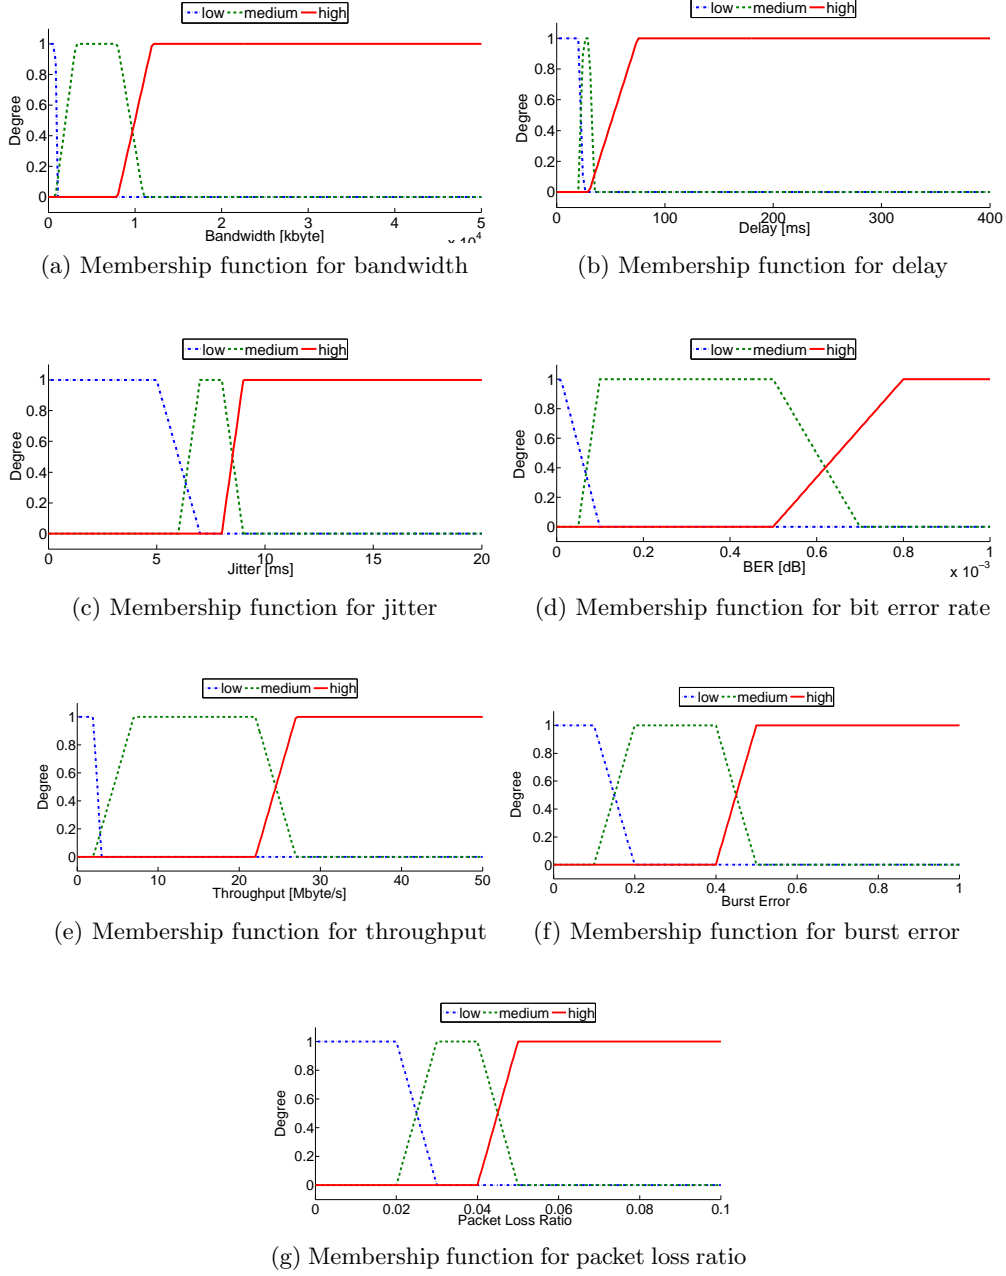 low medium high
1
0.8
0.6
0.4
0.2
0
Degree
0 1 2 3 4 5
Bandwidth [kbyte]
x 10^4
(a) Membership function for bandwidth
low medium high
1
0.8
0.6
0.4
0.2
0
Degree
0 100 200 300 400
Delay [ms]
(b) Membership function for delay
low medium high
1
0.8
0.6
0.4
0.2
0
Degree
0 5 10 15 20
Jitter [ms]
(c) Membership function for jitter
low medium high
1
0.8
0.6
0.4
0.2
0
Degree
0 0.2 0.4 0.6 0.8 1
BER [dB]
x 10^−3
(d) Membership function for bit error rate
low medium high
1
0.8
0.6
0.4
0.2
0
Degree
0 10 20 30 40 50
Throughput [Mbyte/s]
(e) Membership function for throughput
low medium high
1
0.8
0.6
0.4
0.2
0
Degree
0 0.2 0.4 0.6 0.8 1
Burst Error
(f) Membership function for burst error
low medium high
1
0.8
0.6
0.4
0.2
0
Degree
0 0.02 0.04 0.06 0.08 0.1
Packet Loss Ratio
(g) Membership function for packet loss ratio